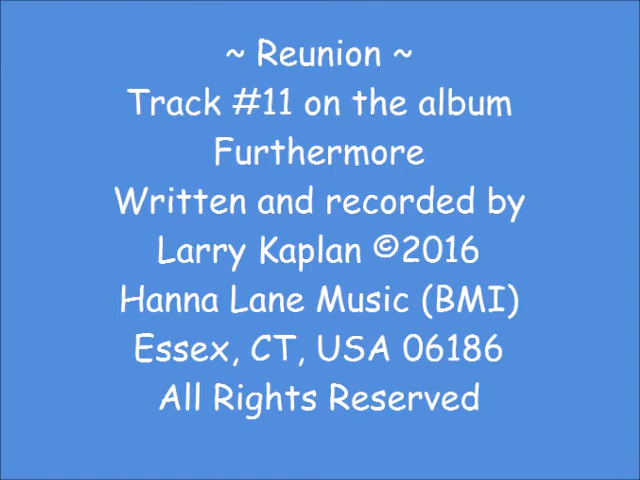 ~ Reunion ~
Track #11 on the album
Furthermore
Written and recorded by
Larry Kaplan ©2016
Hanna Lane Music (BMI)
Essex, CT, USA 06186
All Rights Reserved